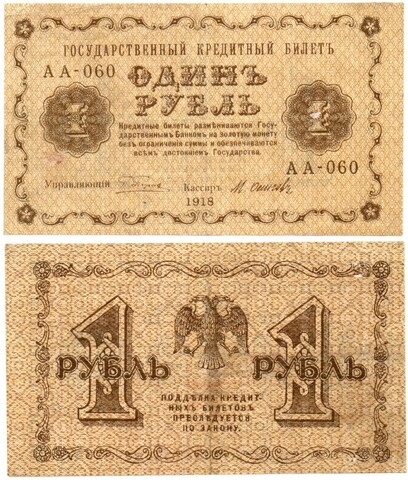 ГОСУДАРСТВЕННЫЙ КРЕДИТНЫЙ БИЛЕТЪ
АА-060
ОДИНЪ
РУБЛЬ
1
1
Кредитные билеты размѣниваются Госу-
дарственнымъ Банкомъ на золотую монету
безъ ограниченія суммы и обезпечиваются
всѣмъ достояніемъ Государства.
АА-060
Управляющій
Кассиръ
1918
1
РУБЛЬ
1
РУБЛЬ
ПОДДѢЛКА КРЕДИТ-
НЫХЪ БИЛЕТОВЪ
ПРЕСЛѢДУЕТСЯ
ПО ЗАКОНУ.